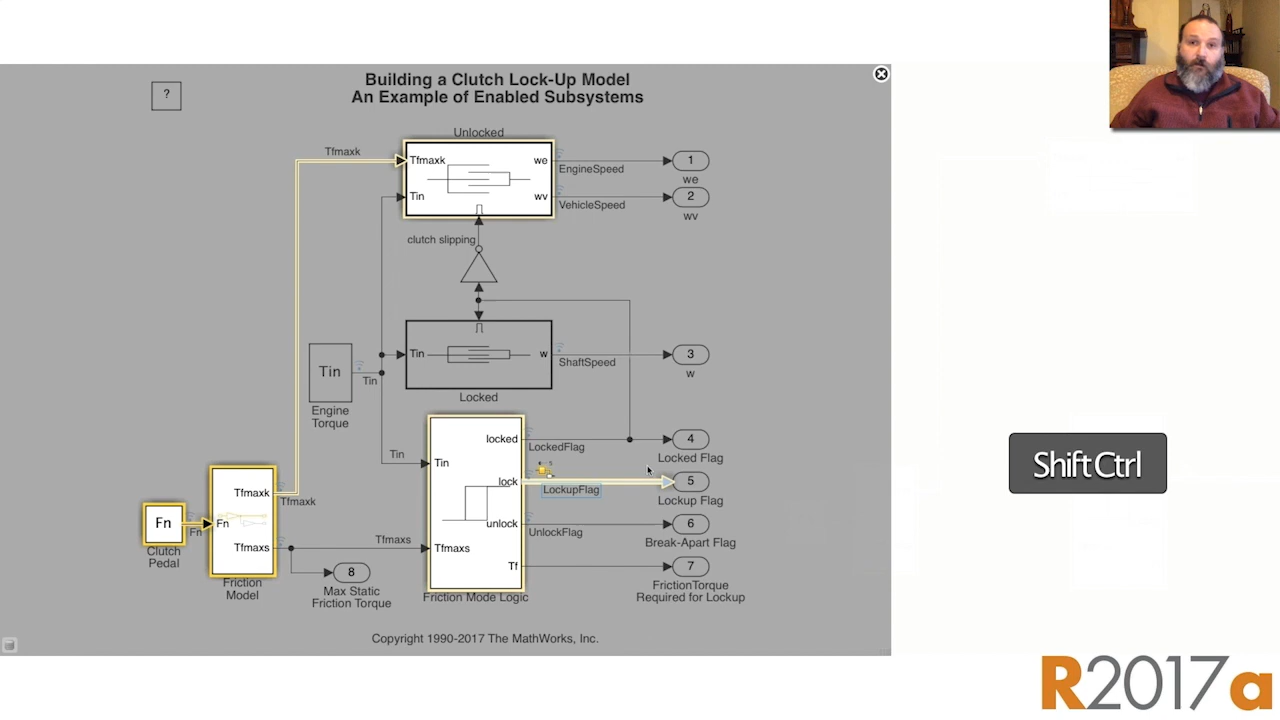 Building a Clutch Lock-Up Model
An Example of Enabled Subsystems
?
Unlocked
Tfmaxk
Tfmaxk
we
EngineSpeed
1
we
Tin
wv
VehicleSpeed
2
wv
clutch slipping
Tin
w
ShaftSpeed
3
w
Locked
Tin
Tin
Engine
Torque
locked
LockedFlag
4
Locked Flag
Tin
Tin
lock
LockupFlag
5
Lockup Flag
Tfmaxk
Tfmaxk
Fn
Fn
Fn
Clutch
Pedal
unlock
UnlockFlag
6
Break-Apart Flag
Tfmaxs
Tfmaxs
Tfmaxs
Tf
7
FrictionTorque
Required for Lockup
Friction
Model
8
Max Static
Friction Torque
Friction Mode Logic
Copyright 1990-2017 The MathWorks, Inc.
Shift Ctrl
R2017a